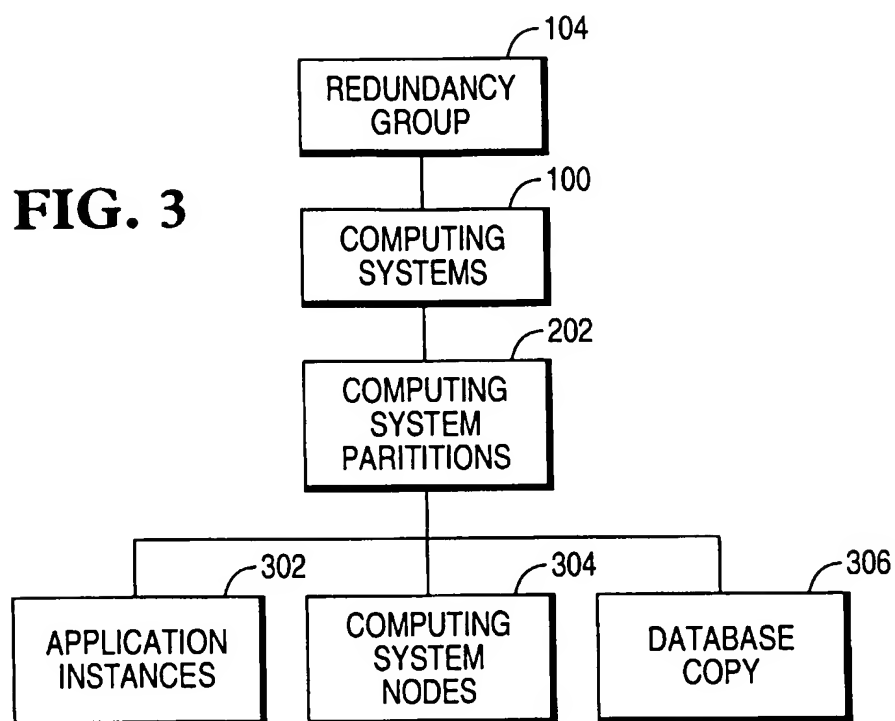 104
REDUNDANCY
GROUP
FIG. 3
100
COMPUTING
SYSTEMS
202
COMPUTING
SYSTEM
PARITITIONS
302
APPLICATION
INSTANCES
304
COMPUTING
SYSTEM
NODES
306
DATABASE
COPY